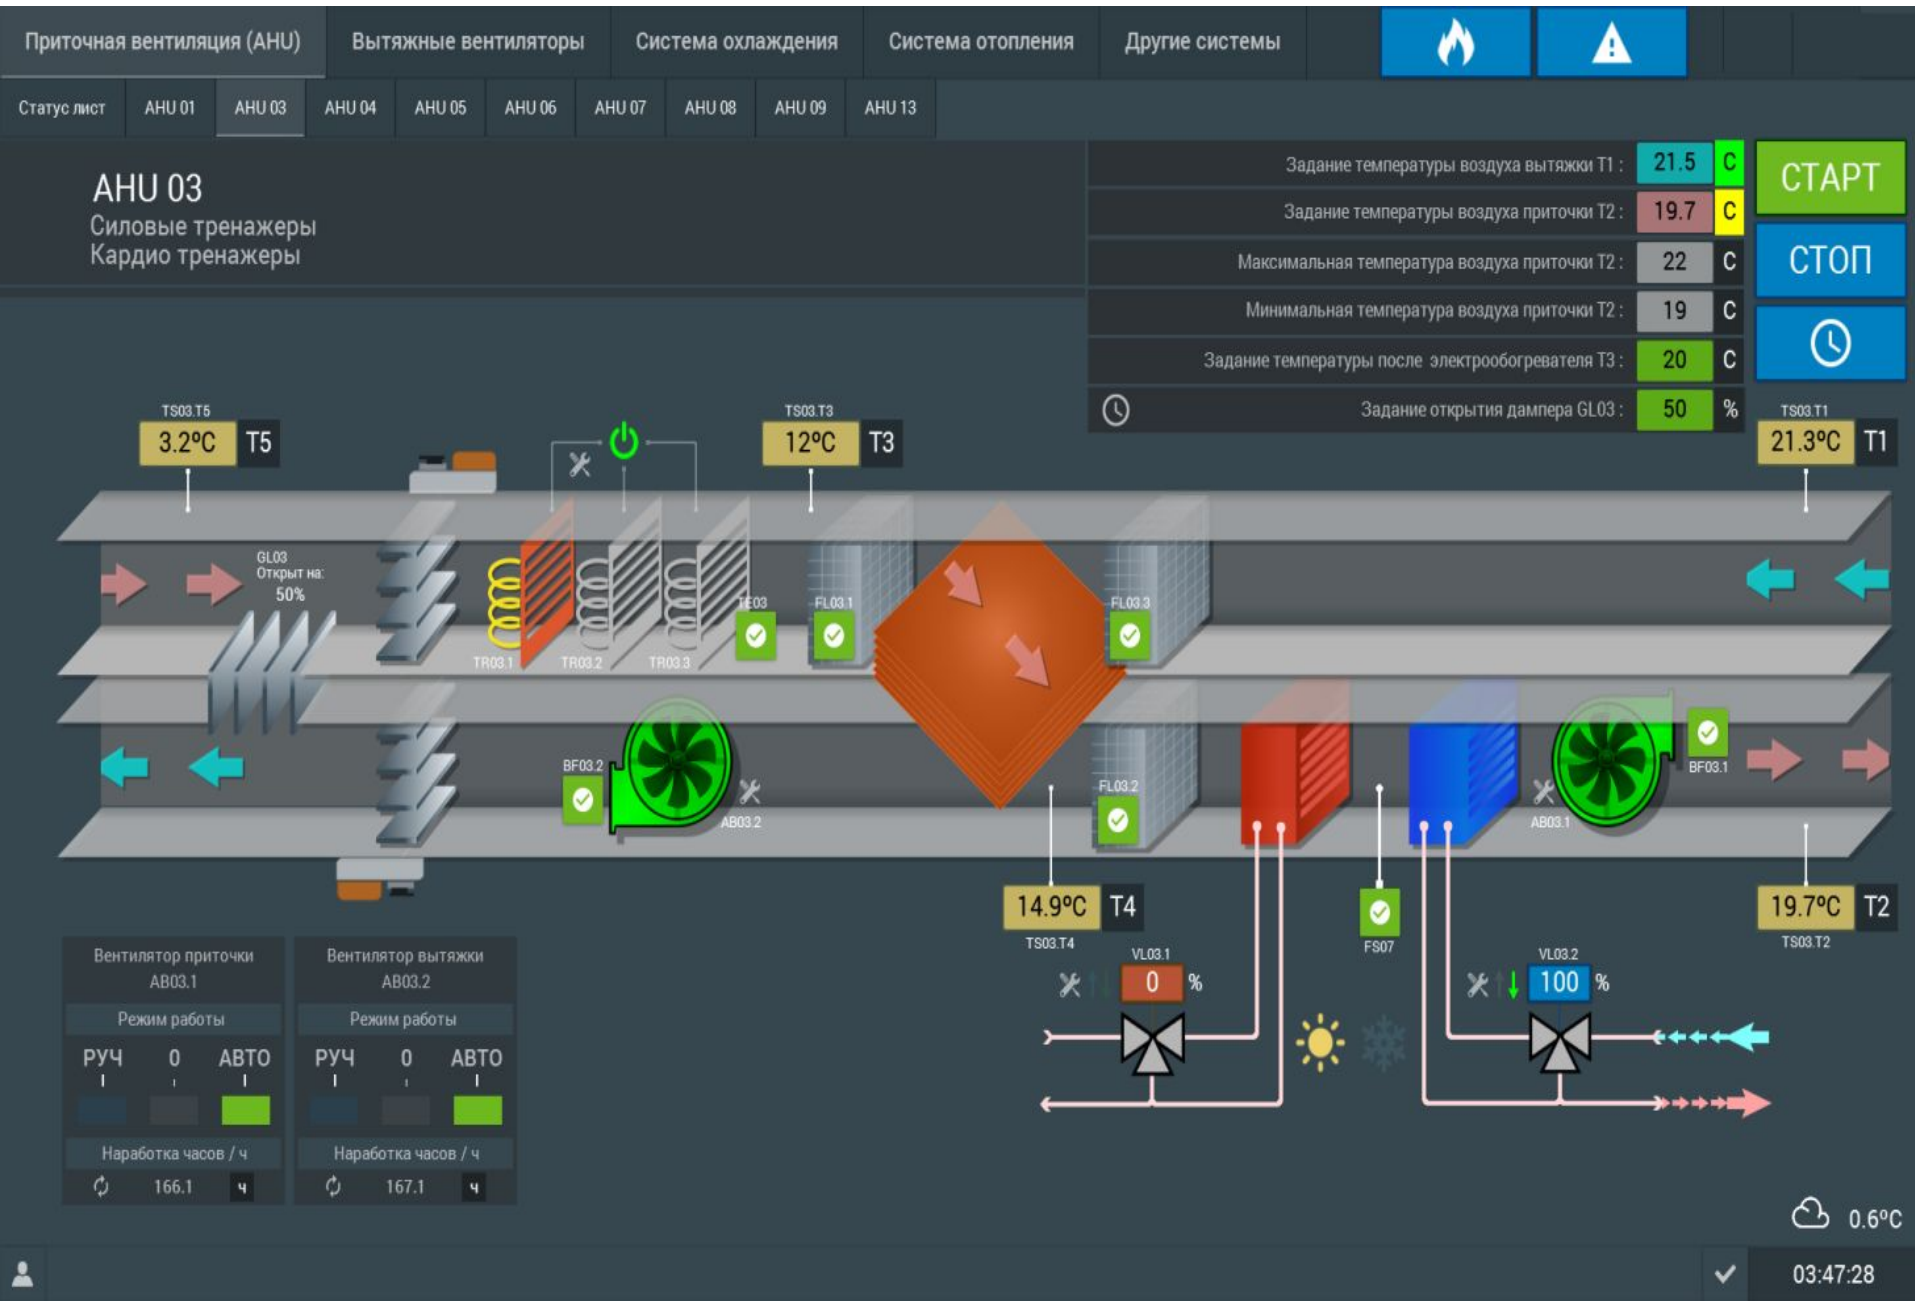 Приточная вентиляция (AHU)
Вытяжные вентиляторы
Система охлаждения
Система отопления
Другие системы
Статус лист
AHU 01
AHU 03
AHU 04
AHU 05
AHU 06
AHU 07
AHU 08
AHU 09
AHU 13
AHU 03
Силовые тренажеры
Кардио тренажеры
Задание температуры воздуха вытяжки T1 : 21.5 C
Задание температуры воздуха приточки T2 : 19.7 C
Максимальная температура воздуха приточки T2 : 22 C
Минимальная температура воздуха приточки T2 : 19 C
Задание температуры после электрообогревателя T3 : 20 C
Задание открытия дампера GL03 : 50 %
СТАРТ
СТОП
TS03.T5
3.2ºC T5
TS03.T3
12ºC T3
TS03.T1
21.3ºC T1
GL03
Открыт на:
50%
TR03.1
TR03.2
TR03.3
TE03
FL03.1
FL03.3
BF03.2
AB03.2
FL03.2
AB03.1
BF03.1
14.9ºC T4
TS03.T4
FS07
19.7ºC T2
TS03.T2
VL03.1
0 %
VL03.2
100 %
Вентилятор приточки
AB03.1
Режим работы
РУЧ 0 АВТО
Наработка часов / ч
166.1 ч
Вентилятор вытяжки
AB03.2
Режим работы
РУЧ 0 АВТО
Наработка часов / ч
167.1 ч
0.6ºC
03:47:28